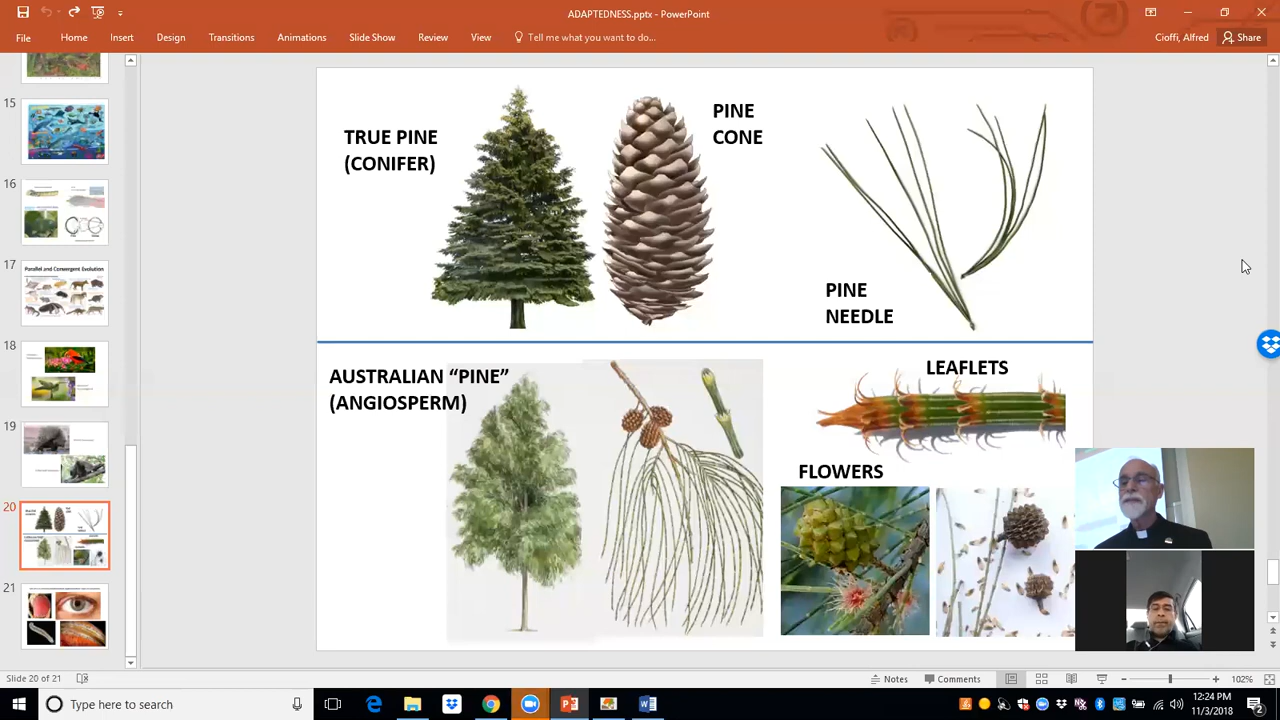 ADAPTEDNESS.pptx - PowerPoint
File Home Insert Design Transitions Animations Slide Show Review View Tell me what you want to do... Cioffi, Alfred Share
15
16
17
Parallel and Convergent Evolution
18
19
20
21
TRUE PINE
(CONIFER)
PINE
CONE
PINE
NEEDLE
AUSTRALIAN “PINE”
(ANGIOSPERM)
LEAFLETS
FLOWERS
Slide 20 of 21 Notes Comments 102%
Type here to search
12:24 PM
11/3/2018
2